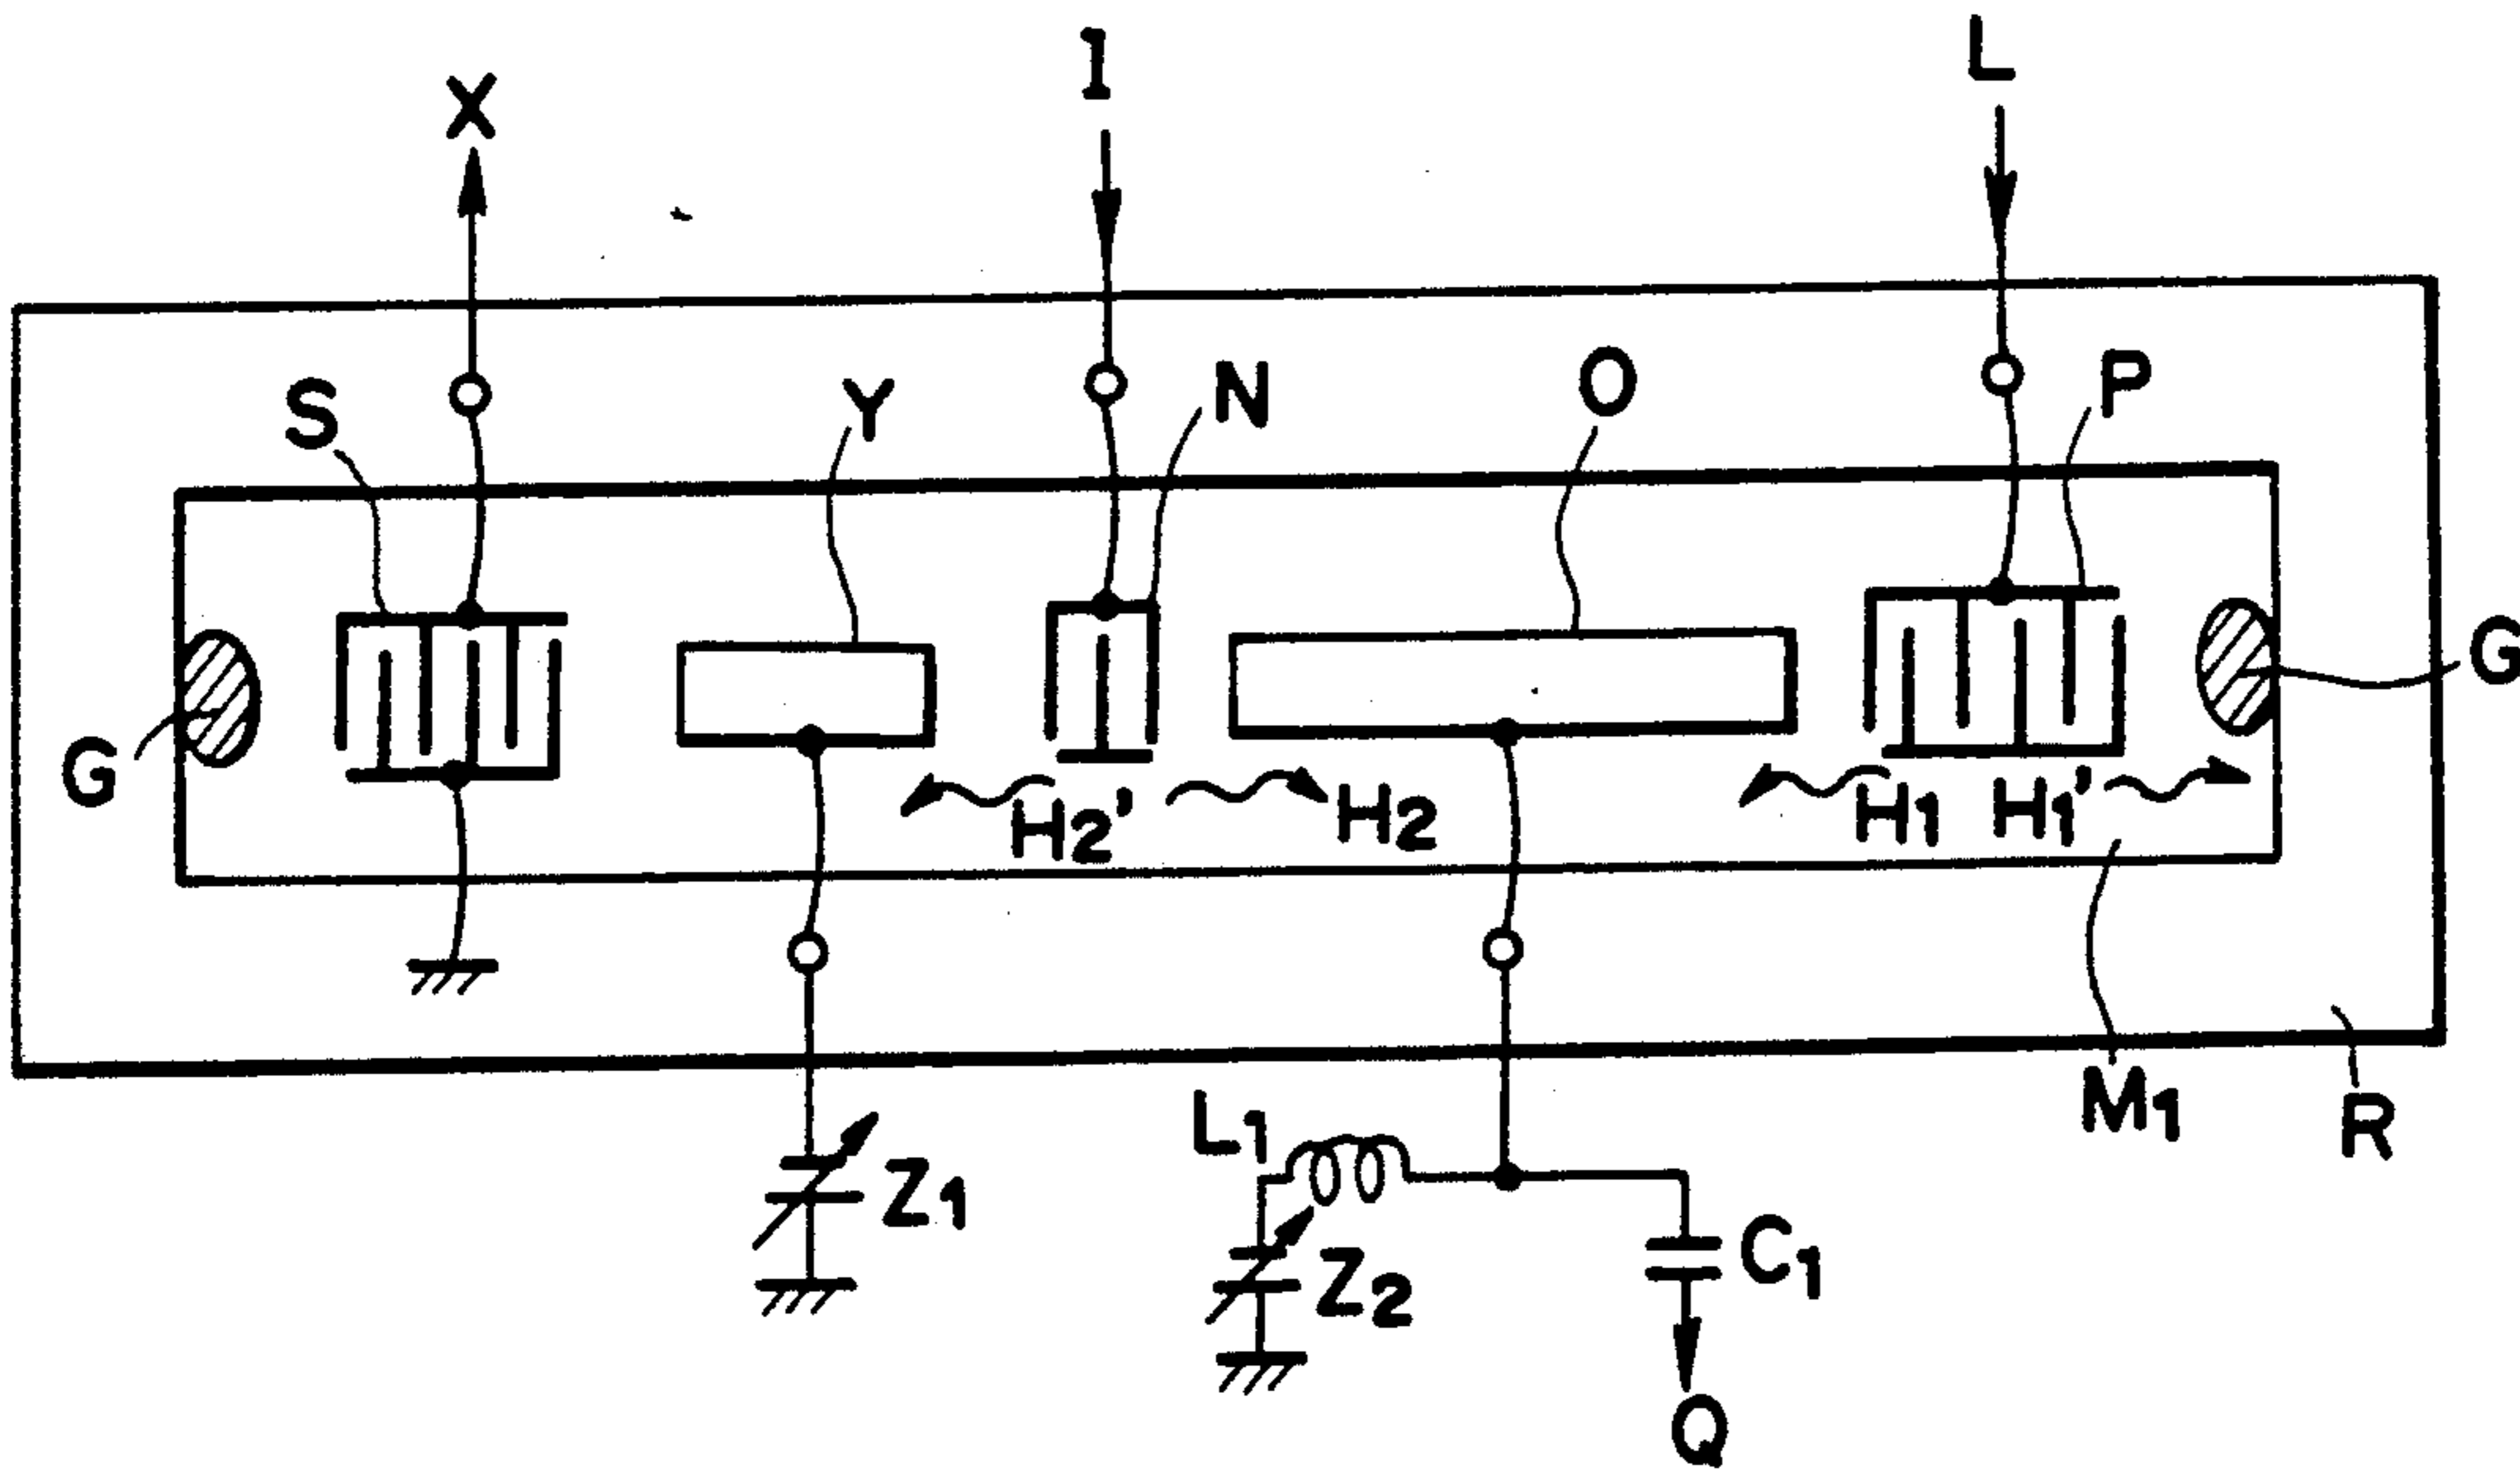 X I L
S Y N O P
G G
H2' H2 H1 H1'
M1 R
L1 Z1
Z2 C1
Q